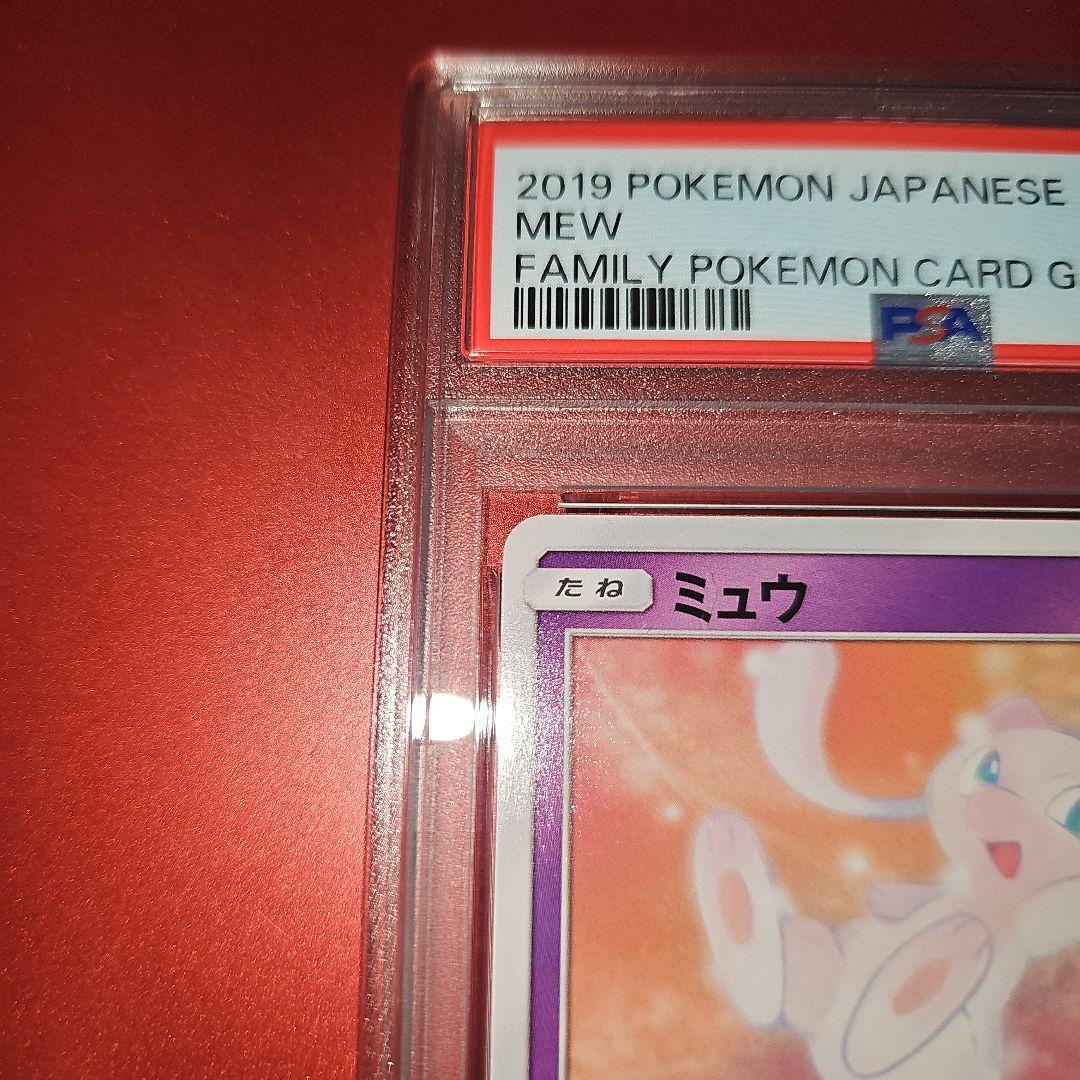 2019 POKEMON JAPANESE
MEW
FAMILY POKEMON CARD G
PSA
たね ミュウ